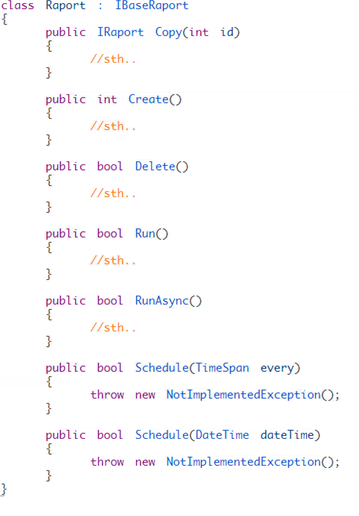 class Raport : IBaseRaport
{
public IRaport Copy(int id)
{
//sth..
}
public int Create()
{
//sth..
}
public bool Delete()
{
//sth..
}
public bool Run()
{
//sth..
}
public bool RunAsync()
{
//sth..
}
public bool Schedule(TimeSpan every)
{
throw new NotImplementedException();
}
public bool Schedule(DateTime dateTime)
{
throw new NotImplementedException();
}
}